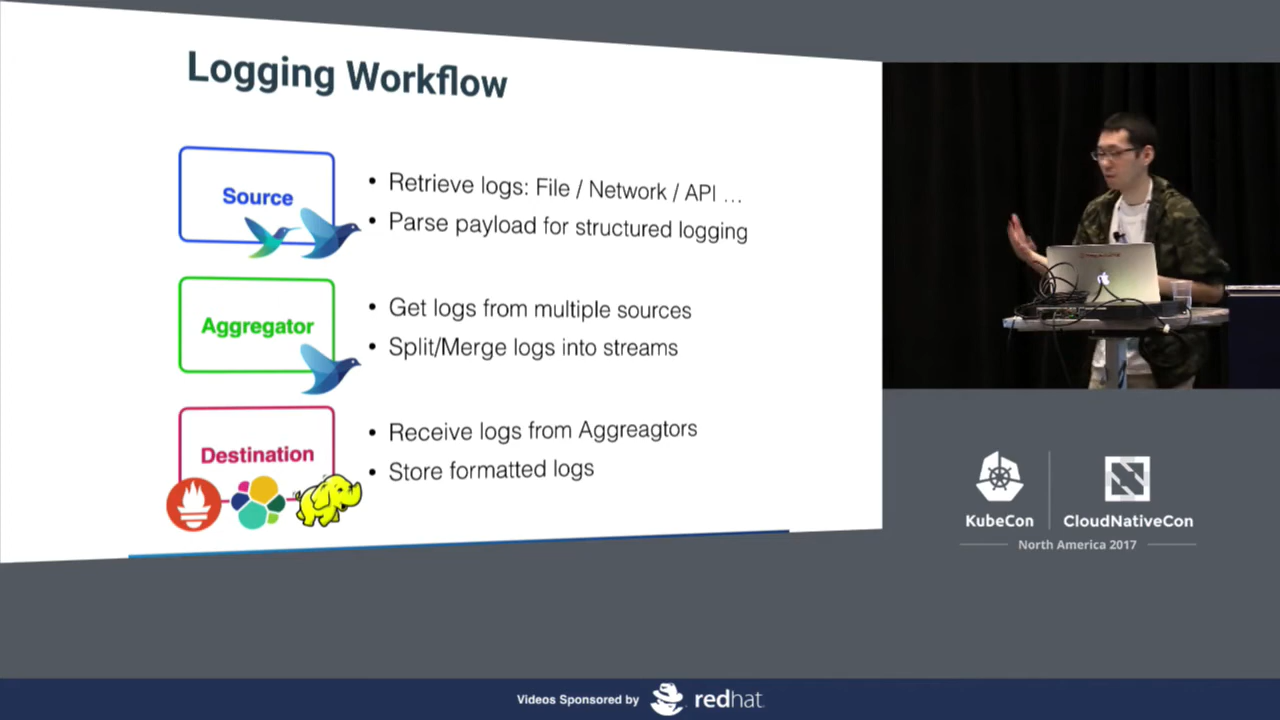 Logging Workflow
Source
• Retrieve logs: File / Network / API ...
• Parse payload for structured logging
Aggregator
• Get logs from multiple sources
• Split/Merge logs into streams
Destination
• Receive logs from Aggreagtors
• Store formatted logs
KubeCon
CloudNativeCon
North America 2017
Videos Sponsored by
redhat.